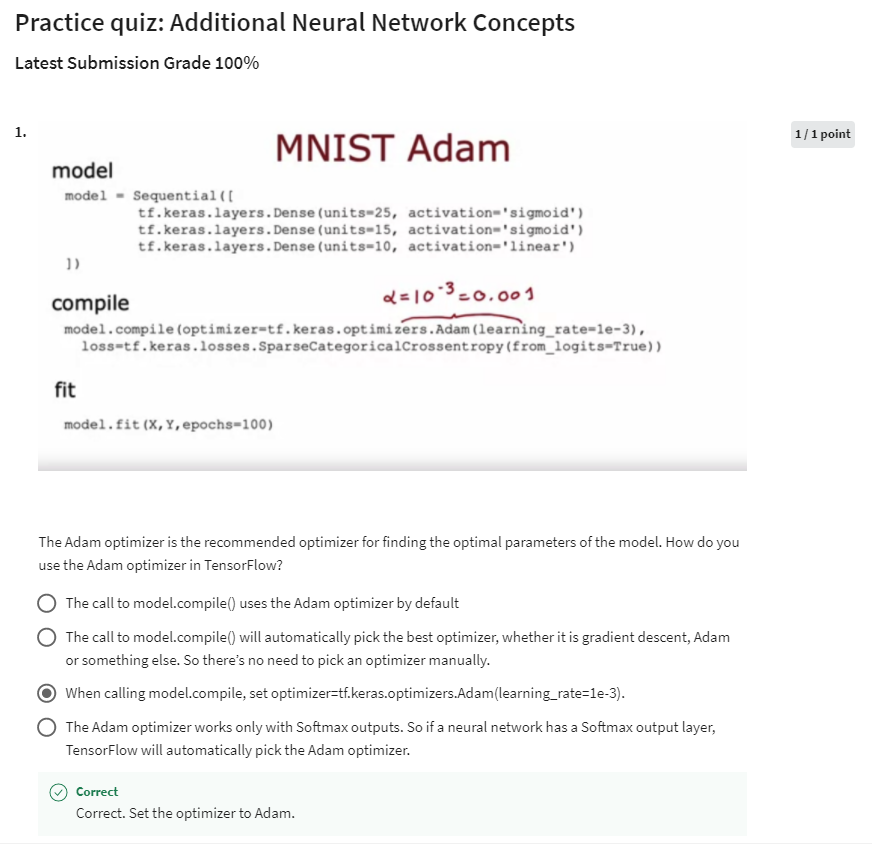 Practice quiz: Additional Neural Network Concepts
Latest Submission Grade 100%
1.
1 / 1 point
MNIST Adam
model
model = Sequential([
tf.keras.layers.Dense(units=25, activation='sigmoid')
tf.keras.layers.Dense(units=15, activation='sigmoid')
tf.keras.layers.Dense(units=10, activation='linear')
])
α=10⁻³=0.001
compile
model.compile(optimizer=tf.keras.optimizers.Adam(learning_rate=1e-3),
loss=tf.keras.losses.SparseCategoricalCrossentropy(from_logits=True))
fit
model.fit(X,Y,epochs=100)
The Adam optimizer is the recommended optimizer for finding the optimal parameters of the model. How do you
use the Adam optimizer in TensorFlow?
The call to model.compile() uses the Adam optimizer by default
The call to model.compile() will automatically pick the best optimizer, whether it is gradient descent, Adam
or something else. So there's no need to pick an optimizer manually.
When calling model.compile, set optimizer=tf.keras.optimizers.Adam(learning_rate=1e-3).
The Adam optimizer works only with Softmax outputs. So if a neural network has a Softmax output layer,
TensorFlow will automatically pick the Adam optimizer.
Correct
Correct. Set the optimizer to Adam.